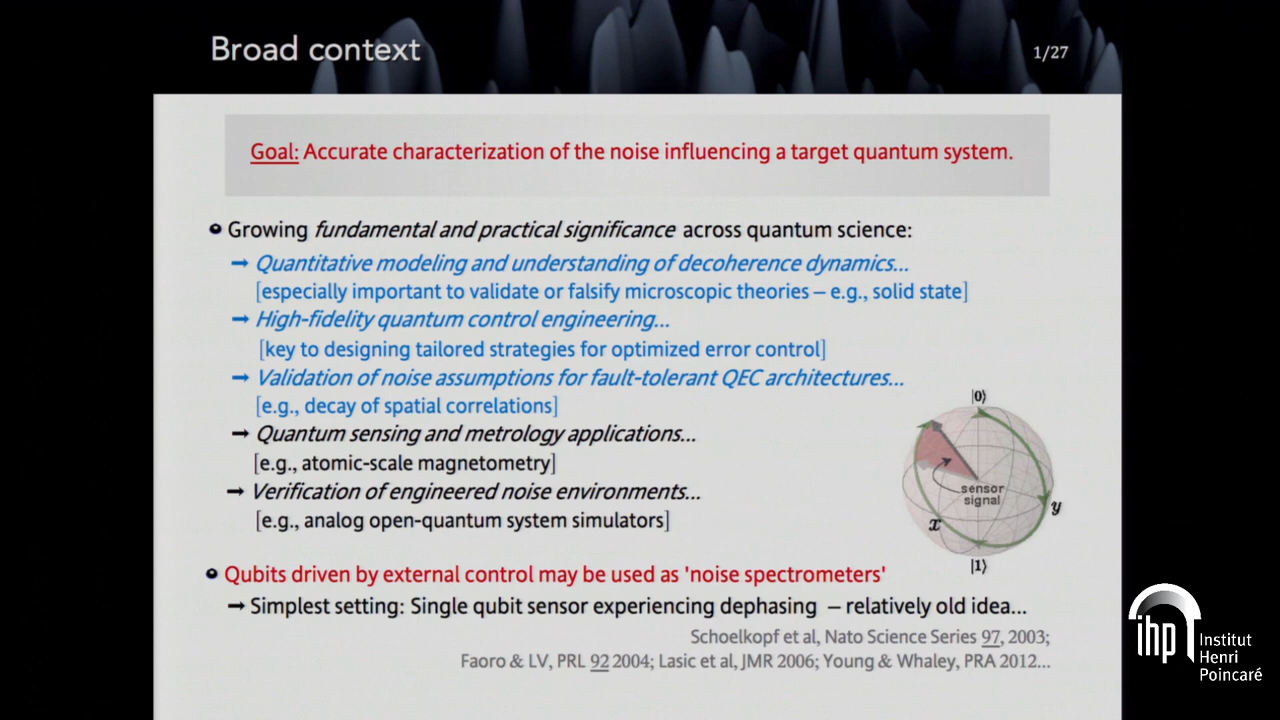 Broad context
1/27
Goal: Accurate characterization of the noise influencing a target quantum system.
Growing fundamental and practical significance across quantum science:
→ Quantitative modeling and understanding of decoherence dynamics...
[especially important to validate or falsify microscopic theories – e.g., solid state]
→ High-fidelity quantum control engineering...
[key to designing tailored strategies for optimized error control]
→ Validation of noise assumptions for fault-tolerant QEC architectures...
[e.g., decay of spatial correlations]
→ Quantum sensing and metrology applications...
[e.g., atomic-scale magnetometry]
→ Verification of engineered noise environments...
[e.g., analog open-quantum system simulators]
|0⟩
sensor
signal
y
x
|1⟩
Qubits driven by external control may be used as 'noise spectrometers'
→ Simplest setting: Single qubit sensor experiencing dephasing – relatively old idea...
Schoelkopf et al, Nato Science Series 97, 2003;
Faoro & LV, PRL 92 2004; Lasic et al, JMR 2006; Young & Whaley, PRA 2012...
ihp
Institut
Henri
Poincaré